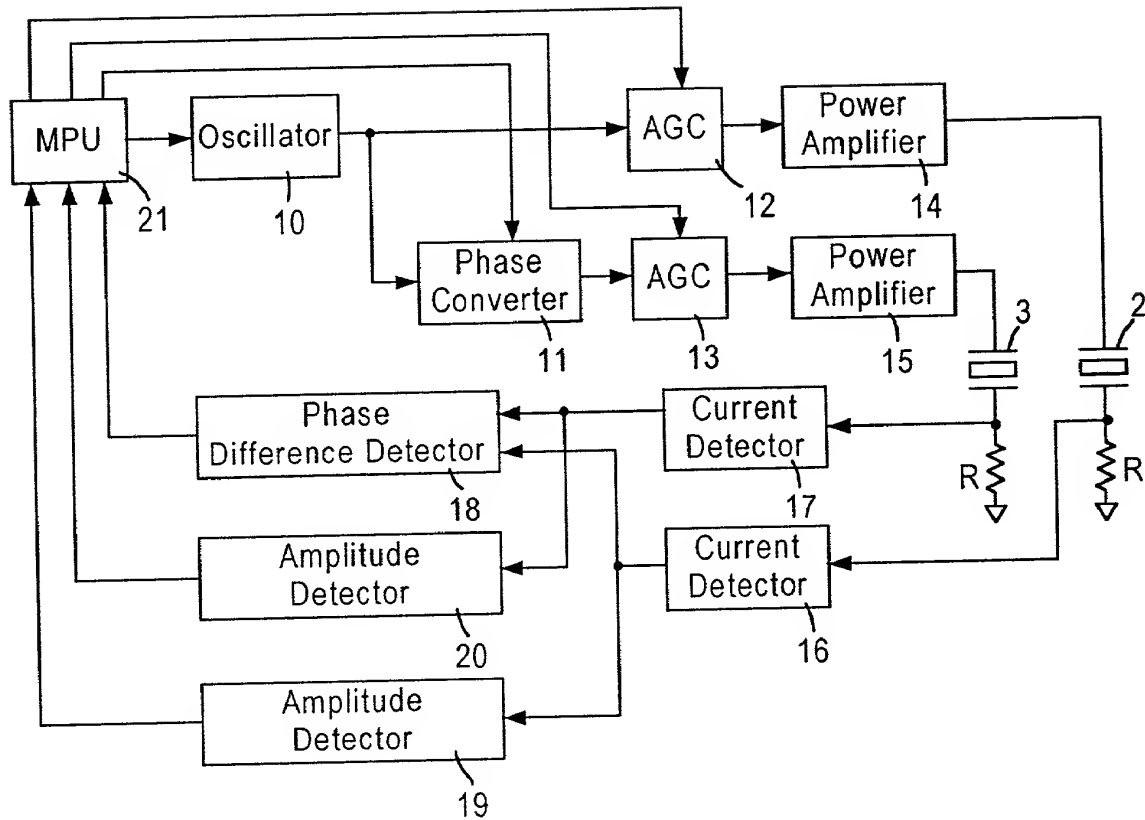 MPU
21
Oscillator
10
AGC
12
Power
Amplifier
14
Phase
Converter
11
AGC
13
Power
Amplifier
15
3
2
Phase
Difference Detector
18
Current
Detector
17
R
R
Amplitude
Detector
20
Current
Detector
16
Amplitude
Detector
19